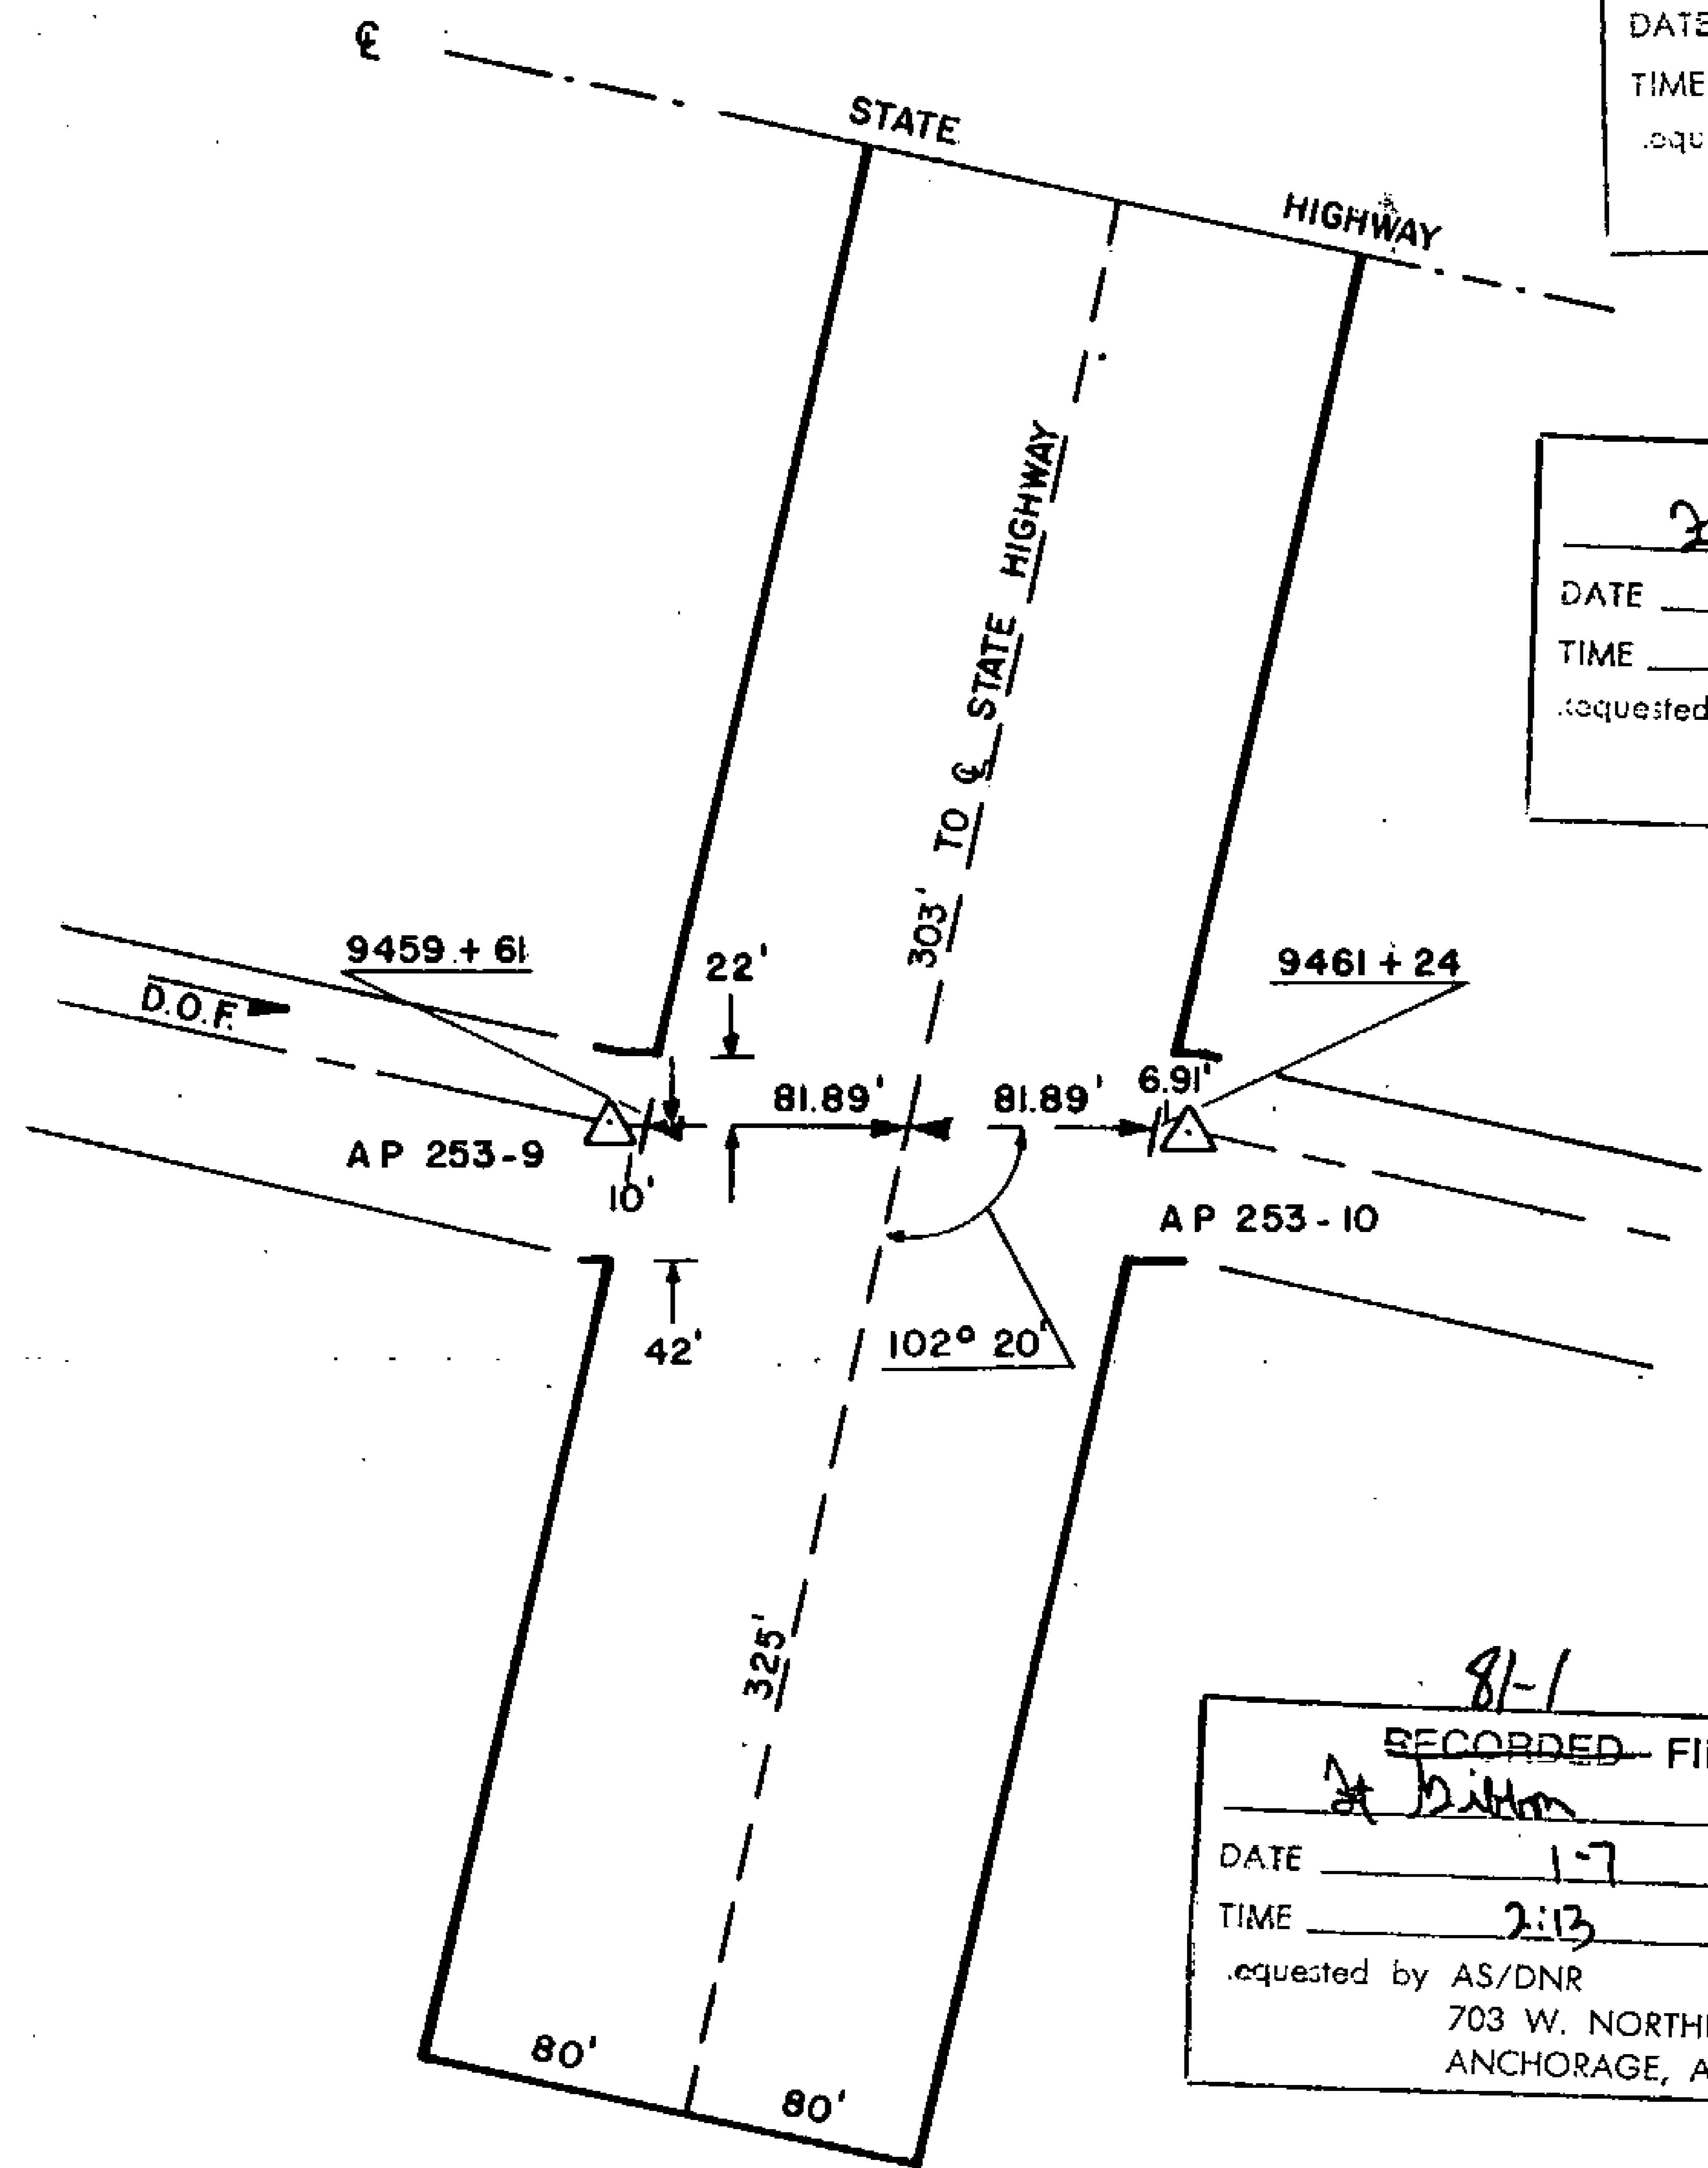 DATE
TIME
.equ
℄
STATE
HIGHWAY
303' TO ℄ STATE HIGHWAY
DATE
TIME
.equested
9459 + 61
22'
9461 + 24
D.O.F.
81.89'
81.89'
6.91'
AP 253-9
10'
AP 253-10
42'
102° 20'
325'
80'
80'
81-1
RECORDED - FI
DATE 1-7
TIME 2:13
.equested by AS/DNR
703 W. NORTH
ANCHORAGE, A